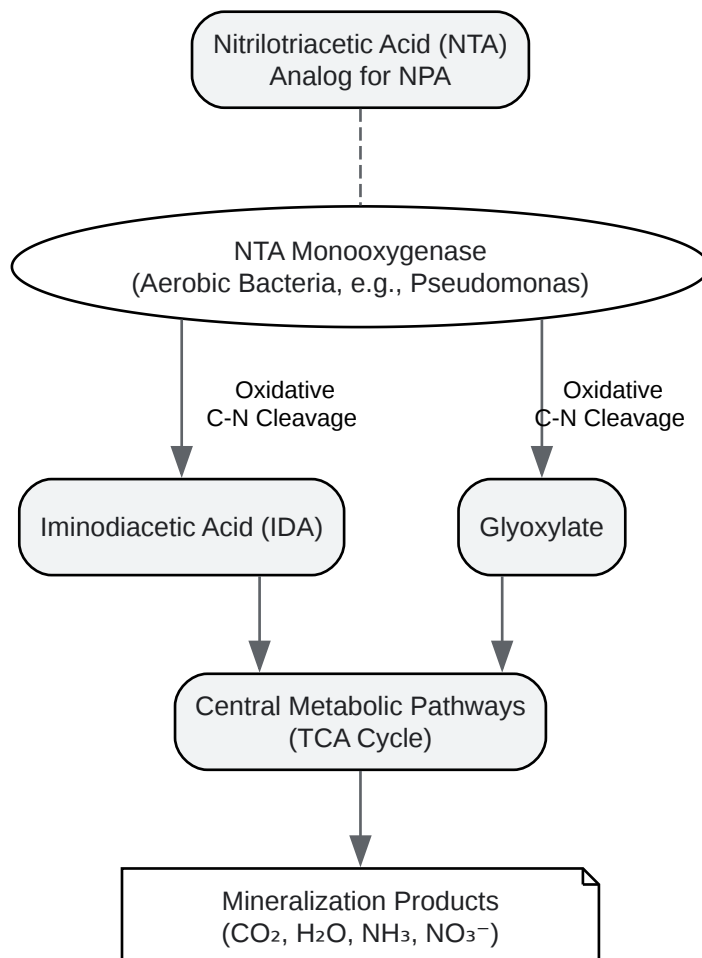 Nitrilotriacetic Acid (NTA)
Analog for NPA
NTA Monooxygenase
(Aerobic Bacteria, e.g., Pseudomonas)
Oxidative
C-N Cleavage
Oxidative
C-N Cleavage
Iminodiacetic Acid (IDA)
Glyoxylate
Central Metabolic Pathways
(TCA Cycle)
Mineralization Products
(CO₂, H₂O, NH₃, NO₃⁻)